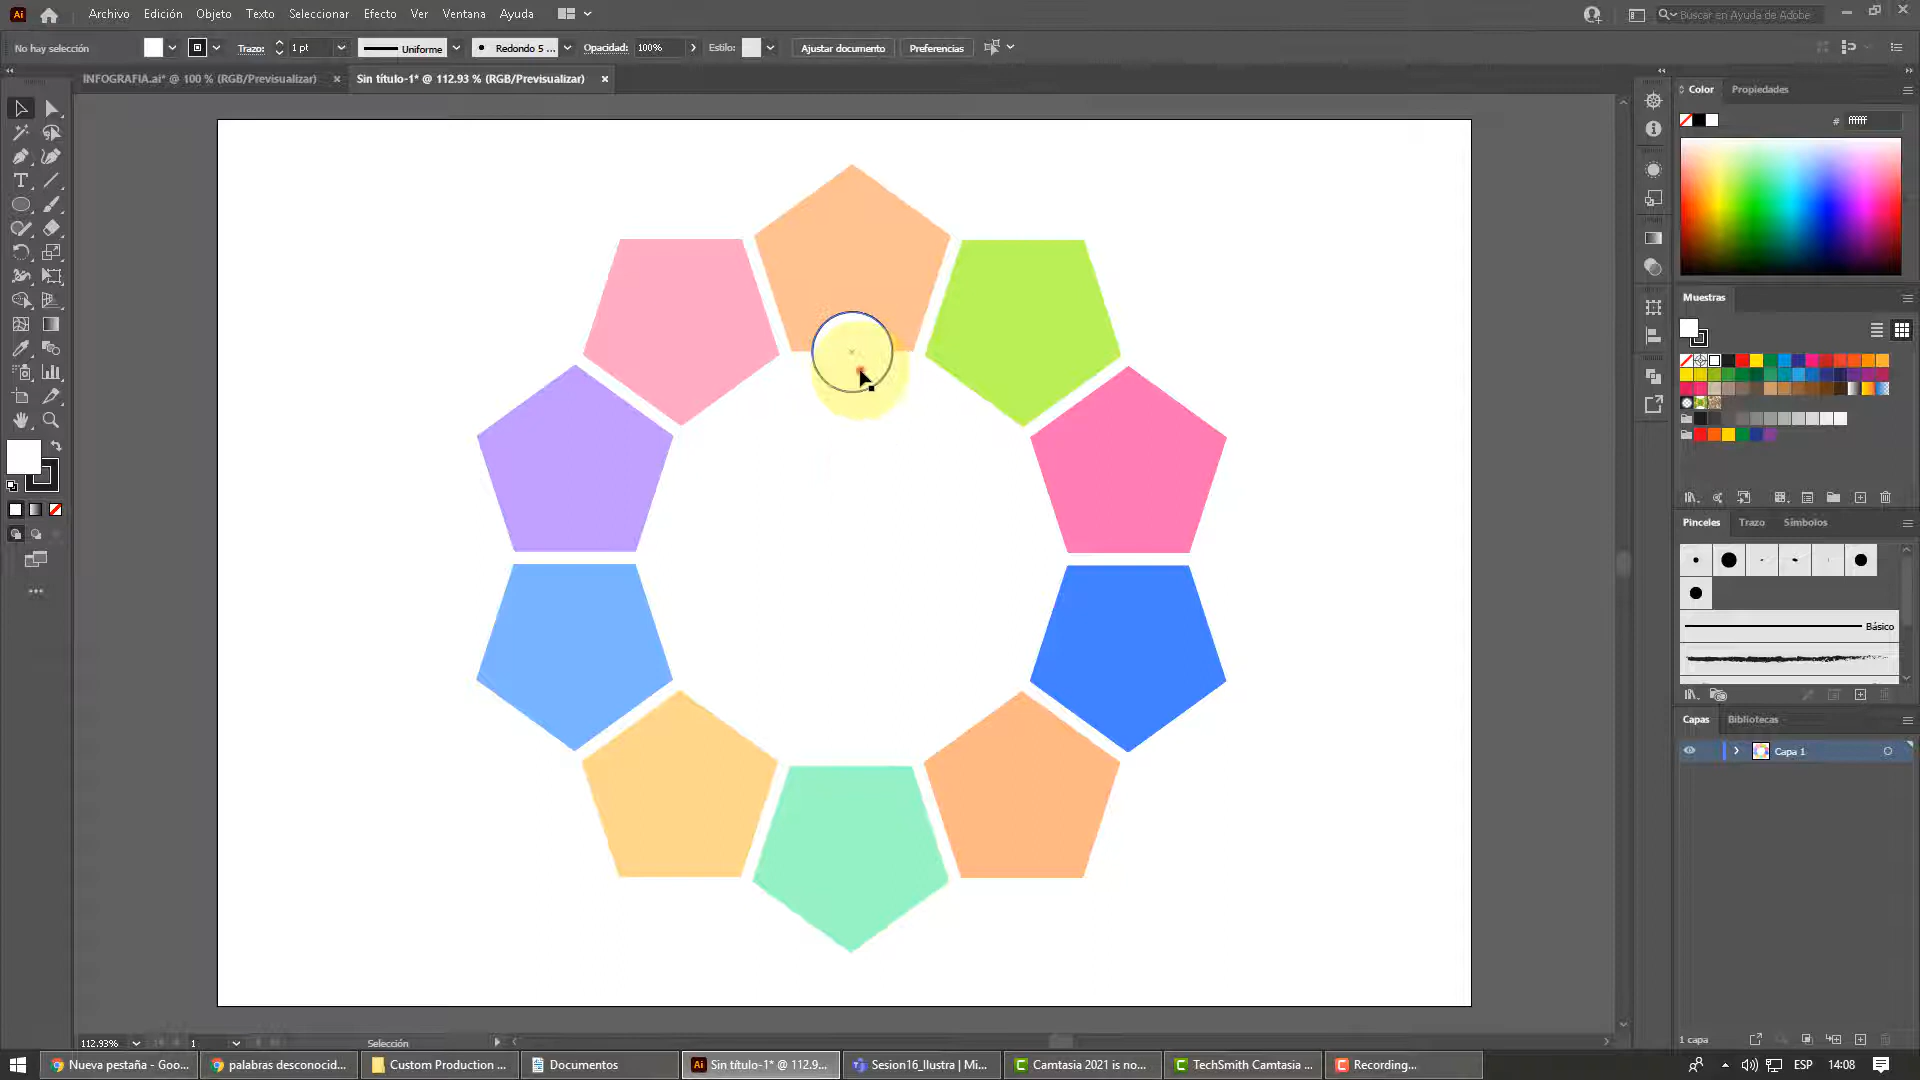 Ai Archivo Edición Objeto Texto Seleccionar Efecto Ver Ventana Ayuda Buscar en Ayuda de Adobe
No hay selección Trazo: 1 pt Uniforme Redondo 5 ... Opacidad: 100% Estilo: Ajustar documento Preferencias
INFOGRAFIA.ai* @ 100 % (RGB/Previsualizar) × Sin título-1* @ 112.93 % (RGB/Previsualizar) ×
Color Propiedades
# ffffff
Muestras
Pinceles Trazo Símbolos
Básico
Capas Bibliotecas
Capa 1
1 capa
112.93% 1 Selección
Nueva pestaña - Goo... palabras desconocid... Custom Production ... Documentos Sin título-1* @ 112.9... Sesion16_Ilustra | Mi... Camtasia 2021 is no... TechSmith Camtasia ... Recording... ESP 14:08